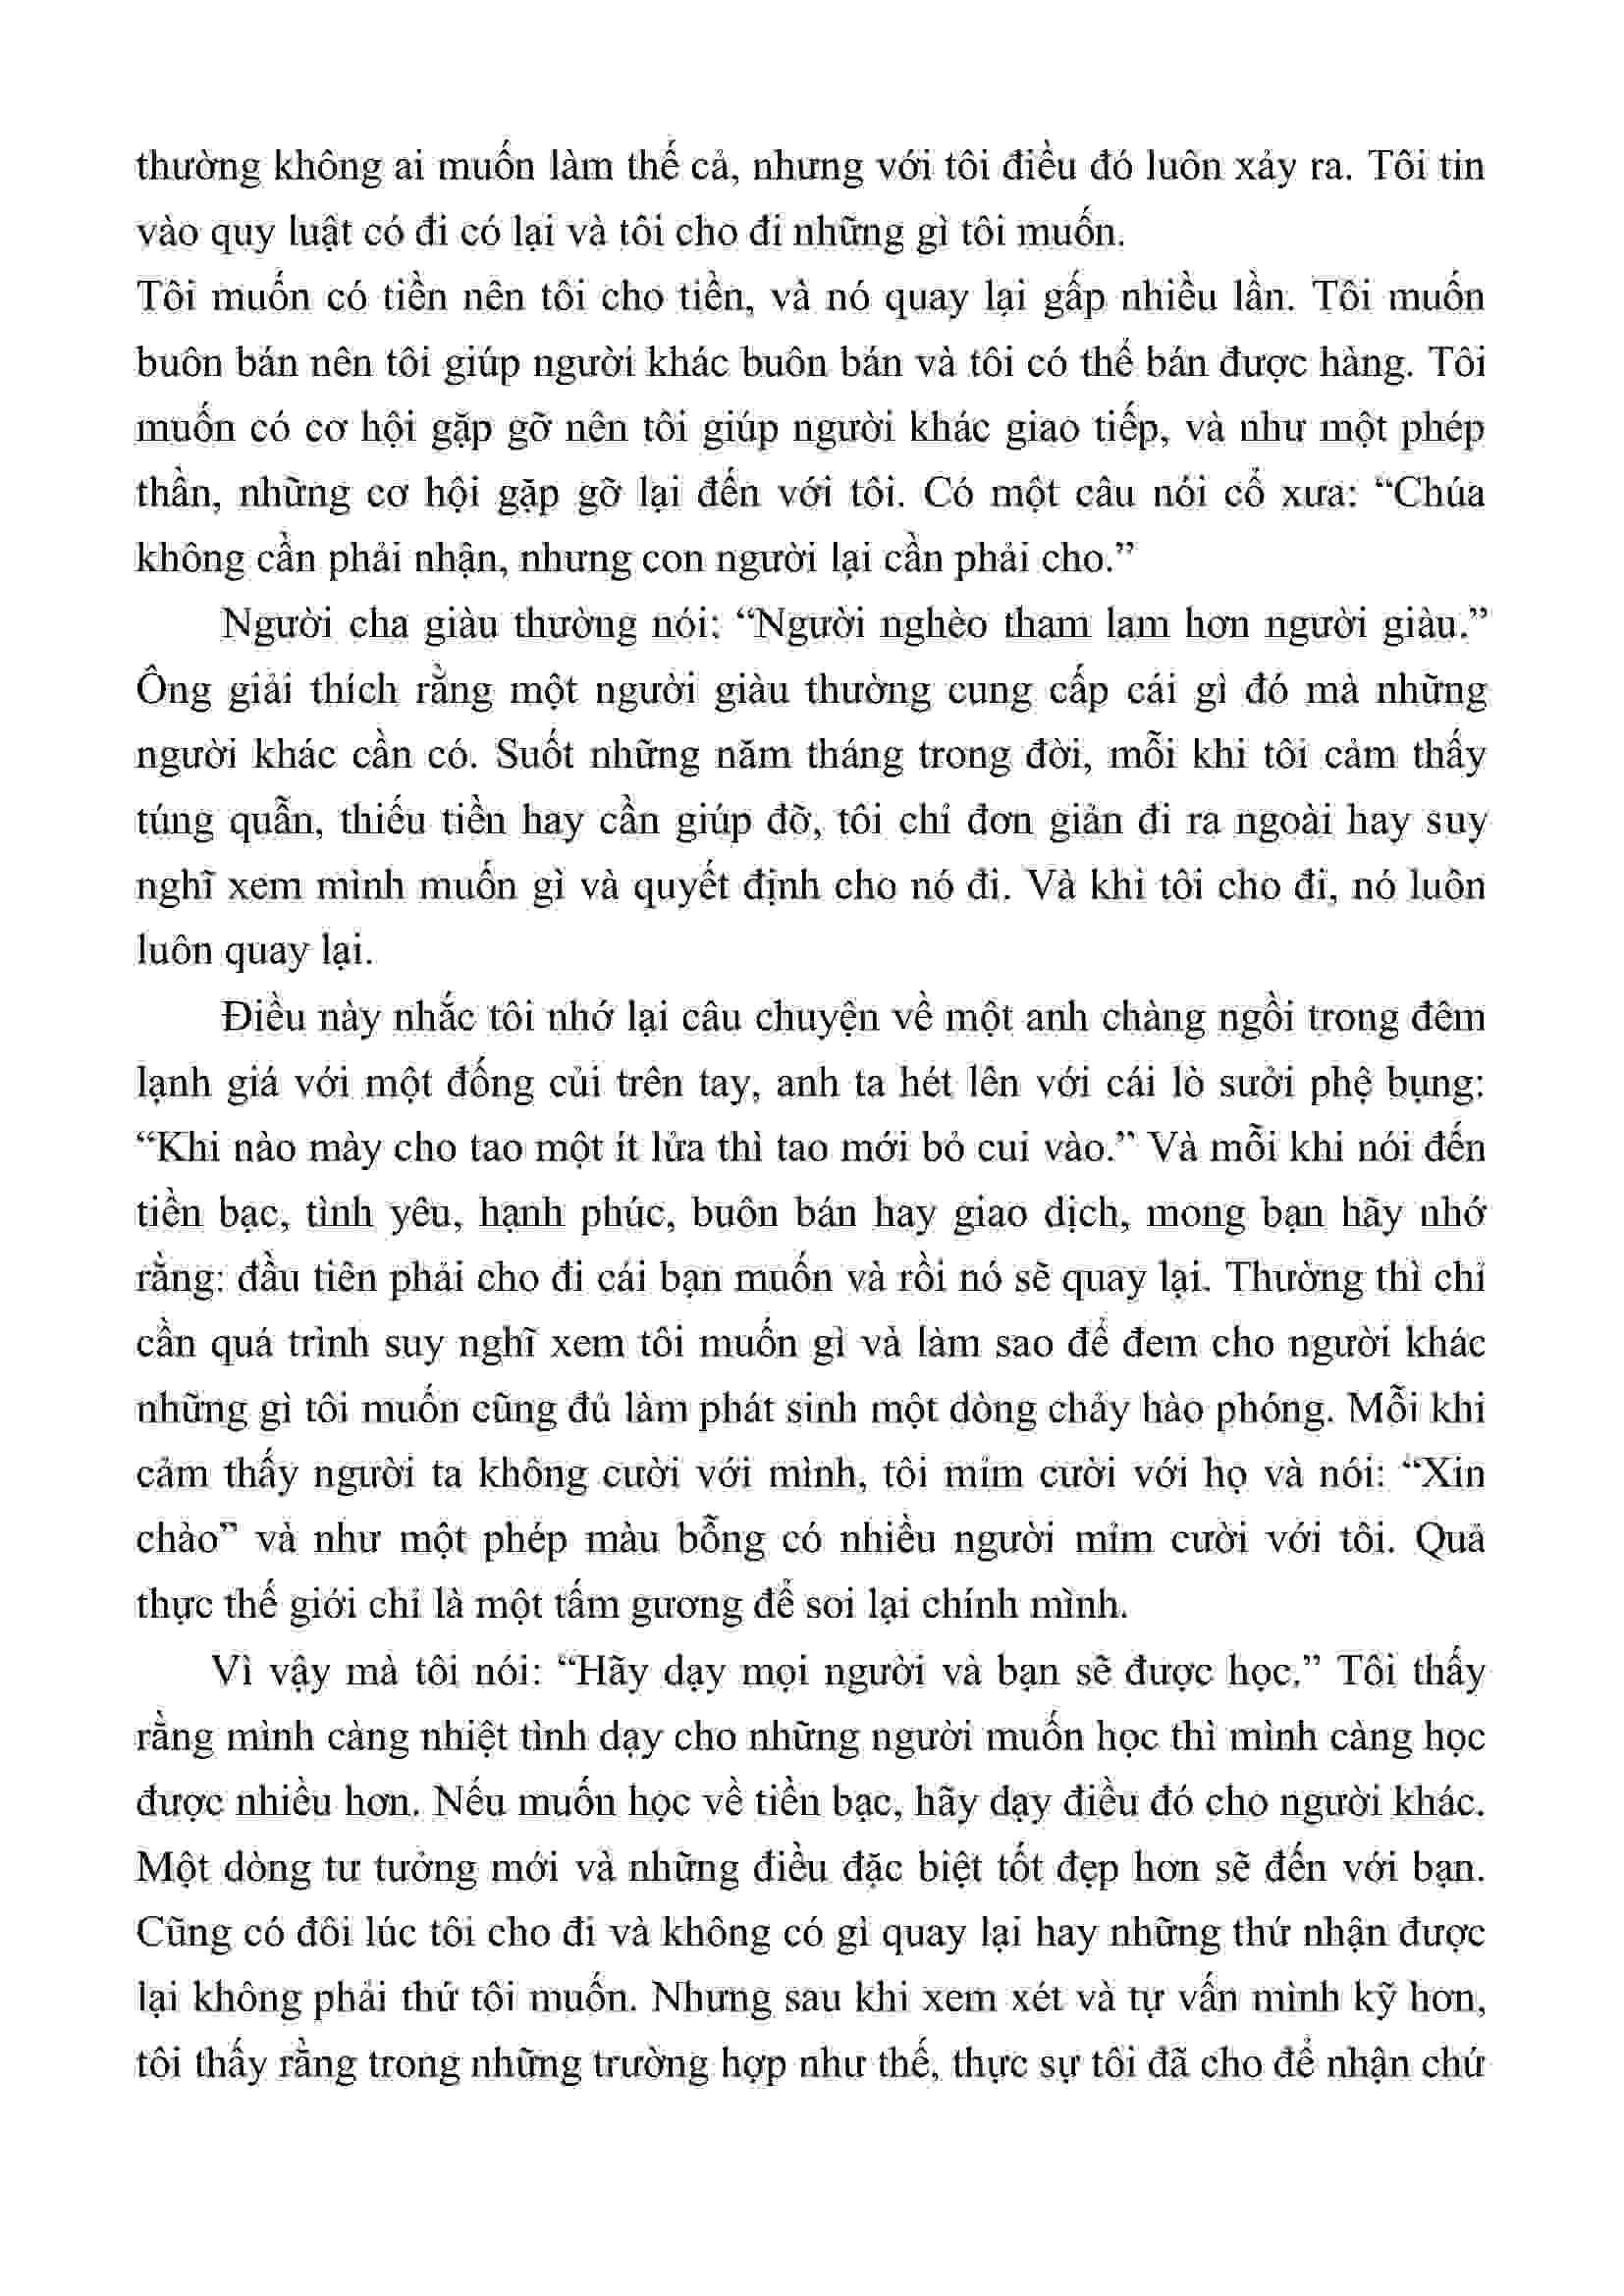 thường không ai muốn làm thế cả, nhưng với tôi điều đó luôn xảy ra. Tôi tin
vào quy luật có đi có lại và tôi cho đi những gì tôi muốn.
Tôi muốn có tiền nên tôi cho tiền, và nó quay lại gấp nhiều lần. Tôi muốn
buôn bán nên tôi giúp người khác buôn bán và tôi có thể bán được hàng. Tôi
muốn có cơ hội gặp gỡ nên tôi giúp người khác giao tiếp, và như một phép
thần, những cơ hội gặp gỡ lại đến với tôi. Có một câu nói cổ xưa: “Chúa
không cần phải nhận, nhưng con người lại cần phải cho.”
Người cha giàu thường nói: “Người nghèo tham lam hơn người giàu.”
Ông giải thích rằng một người giàu thường cung cấp cái gì đó mà những
người khác cần có. Suốt những năm tháng trong đời, mỗi khi tôi cảm thấy
túng quẫn, thiếu tiền hay cần giúp đỡ, tôi chỉ đơn giản đi ra ngoài hay suy
nghĩ xem mình muốn gì và quyết định cho nó đi. Và khi tôi cho đi, nó luôn
luôn quay lại.
Điều này nhắc tôi nhớ lại câu chuyện về một anh chàng ngồi trong đêm
lạnh giá với một đống củi trên tay, anh ta hét lên với cái lò sưởi phệ bụng:
“Khi nào mày cho tao một ít lửa thì tao mới bỏ cui vào.” Và mỗi khi nói đến
tiền bạc, tình yêu, hạnh phúc, buôn bán hay giao dịch, mong bạn hãy nhớ
rằng: đầu tiên phải cho đi cái bạn muốn và rồi nó sẽ quay lại. Thường thì chỉ
cần quá trình suy nghĩ xem tôi muốn gì và làm sao để đem cho người khác
những gì tôi muốn cũng đủ làm phát sinh một dòng chảy hào phóng. Mỗi khi
cảm thấy người ta không cười với mình, tôi mỉm cười với họ và nói: “Xin
chào” và như một phép màu bỗng có nhiều người mỉm cười với tôi. Quả
thực thế giới chỉ là một tấm gương để soi lại chính mình.
Vì vậy mà tôi nói: “Hãy dạy mọi người và bạn sẽ được học.” Tôi thấy
rằng mình càng nhiệt tình dạy cho những người muốn học thì mình càng học
được nhiều hơn. Nếu muốn học về tiền bạc, hãy dạy điều đó cho người khác.
Một dòng tư tưởng mới và những điều đặc biệt tốt đẹp hơn sẽ đến với bạn.
Cũng có đôi lúc tôi cho đi và không có gì quay lại hay những thứ nhận được
lại không phải thứ tôi muốn. Nhưng sau khi xem xét và tự vấn mình kỹ hơn,
tôi thấy rằng trong những trường hợp như thế, thực sự tôi đã cho để nhận chứ